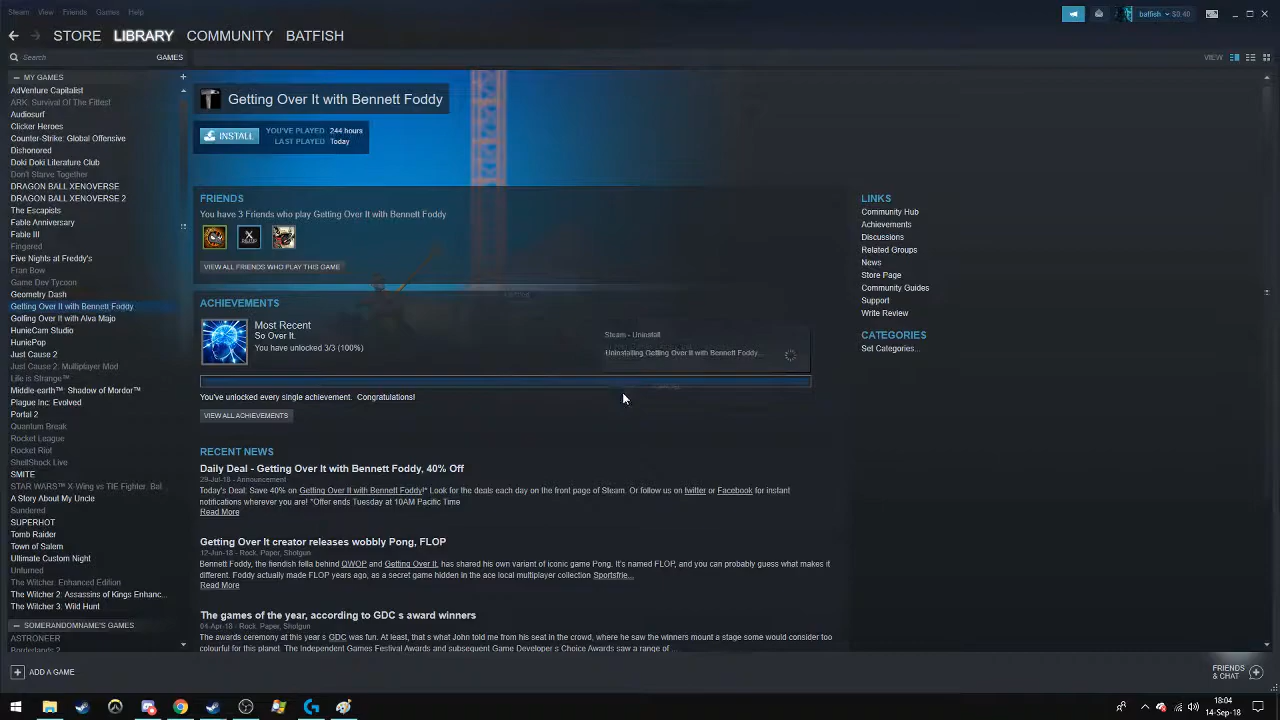 Steam View Friends Games Help
batfish $0.40
STORE LIBRARY COMMUNITY BATFISH
Search GAMES
VIEW
MY GAMES
AdVenture Capitalist
ARK: Survival Of The Fittest
Audiosurf
Clicker Heroes
Counter-Strike: Global Offensive
Dishonored
Doki Doki Literature Club
Don't Starve Together
DRAGON BALL XENOVERSE
DRAGON BALL XENOVERSE 2
The Escapists
Fable Anniversary
Fable III
Fingered
Five Nights at Freddy's
Fran Bow
Game Dev Tycoon
Geometry Dash
Getting Over It with Bennett Foddy
Golfing Over It with Alva Majo
HunieCam Studio
HuniePop
Just Cause 2
Just Cause 2: Multiplayer Mod
Life is Strange™
Middle-earth™: Shadow of Mordor™
Plague Inc: Evolved
Portal 2
Quantum Break
Rocket League
Rocket Riot
ShellShock Live
SMITE
STAR WARS™ X-Wing vs TIE Fighter: Bal
A Story About My Uncle
Sundered
SUPERHOT
Tomb Raider
Town of Salem
Ultimate Custom Night
Unturned
The Witcher: Enhanced Edition
The Witcher 2: Assassins of Kings Enhanc...
The Witcher 3: Wild Hunt
SOMERANDOMNAME'S GAMES
ASTRONEER
Borderlands 2
Getting Over It with Bennett Foddy
INSTALL
YOU'VE PLAYED 244 hours
LAST PLAYED Today
FRIENDS
You have 3 Friends who play Getting Over It with Bennett Foddy
VIEW ALL FRIENDS WHO PLAY THIS GAME
ACHIEVEMENTS
Most Recent
So Over It.
You have unlocked 3/3 (100%)
Steam - Uninstall
Uninstalling Getting Over It with Bennett Foddy...
You've unlocked every single achievement. Congratulations!
VIEW ALL ACHIEVEMENTS
RECENT NEWS
Daily Deal - Getting Over It with Bennett Foddy, 40% Off
29-Jul-18 - Announcement
Today's Deal: Save 40% on Getting Over It with Bennett Foddy!* Look for the deals each day on the front page of Steam. Or follow us on twitter or Facebook for instant
notifications wherever you are! *Offer ends Tuesday at 10AM Pacific Time
Read More
Getting Over It creator releases wobbly Pong, FLOP
12-Jun-18 - Rock, Paper, Shotgun
Bennett Foddy, the fiendish fella behind QWOP and Getting Over It, has shared his own variant of iconic game Pong. It's named FLOP, and you can probably guess what makes it
different. Foddy actually made FLOP years ago, as a secret game hidden in the ace local multiplayer collection Sportsfrie...
Read More
The games of the year, according to GDC s award winners
04-Apr-18 - Rock, Paper, Shotgun
The awards ceremony at this year s GDC was fun. At least, that s what John told me from his seat in the crowd, where he saw the winners mount a stage some would consider too
colourful for this planet. The Independent Games Festival Awards and subsequent Game Developer s Choice Awards saw a range of ...
LINKS
Community Hub
Achievements
Discussions
Related Groups
News
Store Page
Community Guides
Support
Write Review
CATEGORIES
Set Categories...
ADD A GAME
FRIENDS
& CHAT
18:04
14-Sep-18